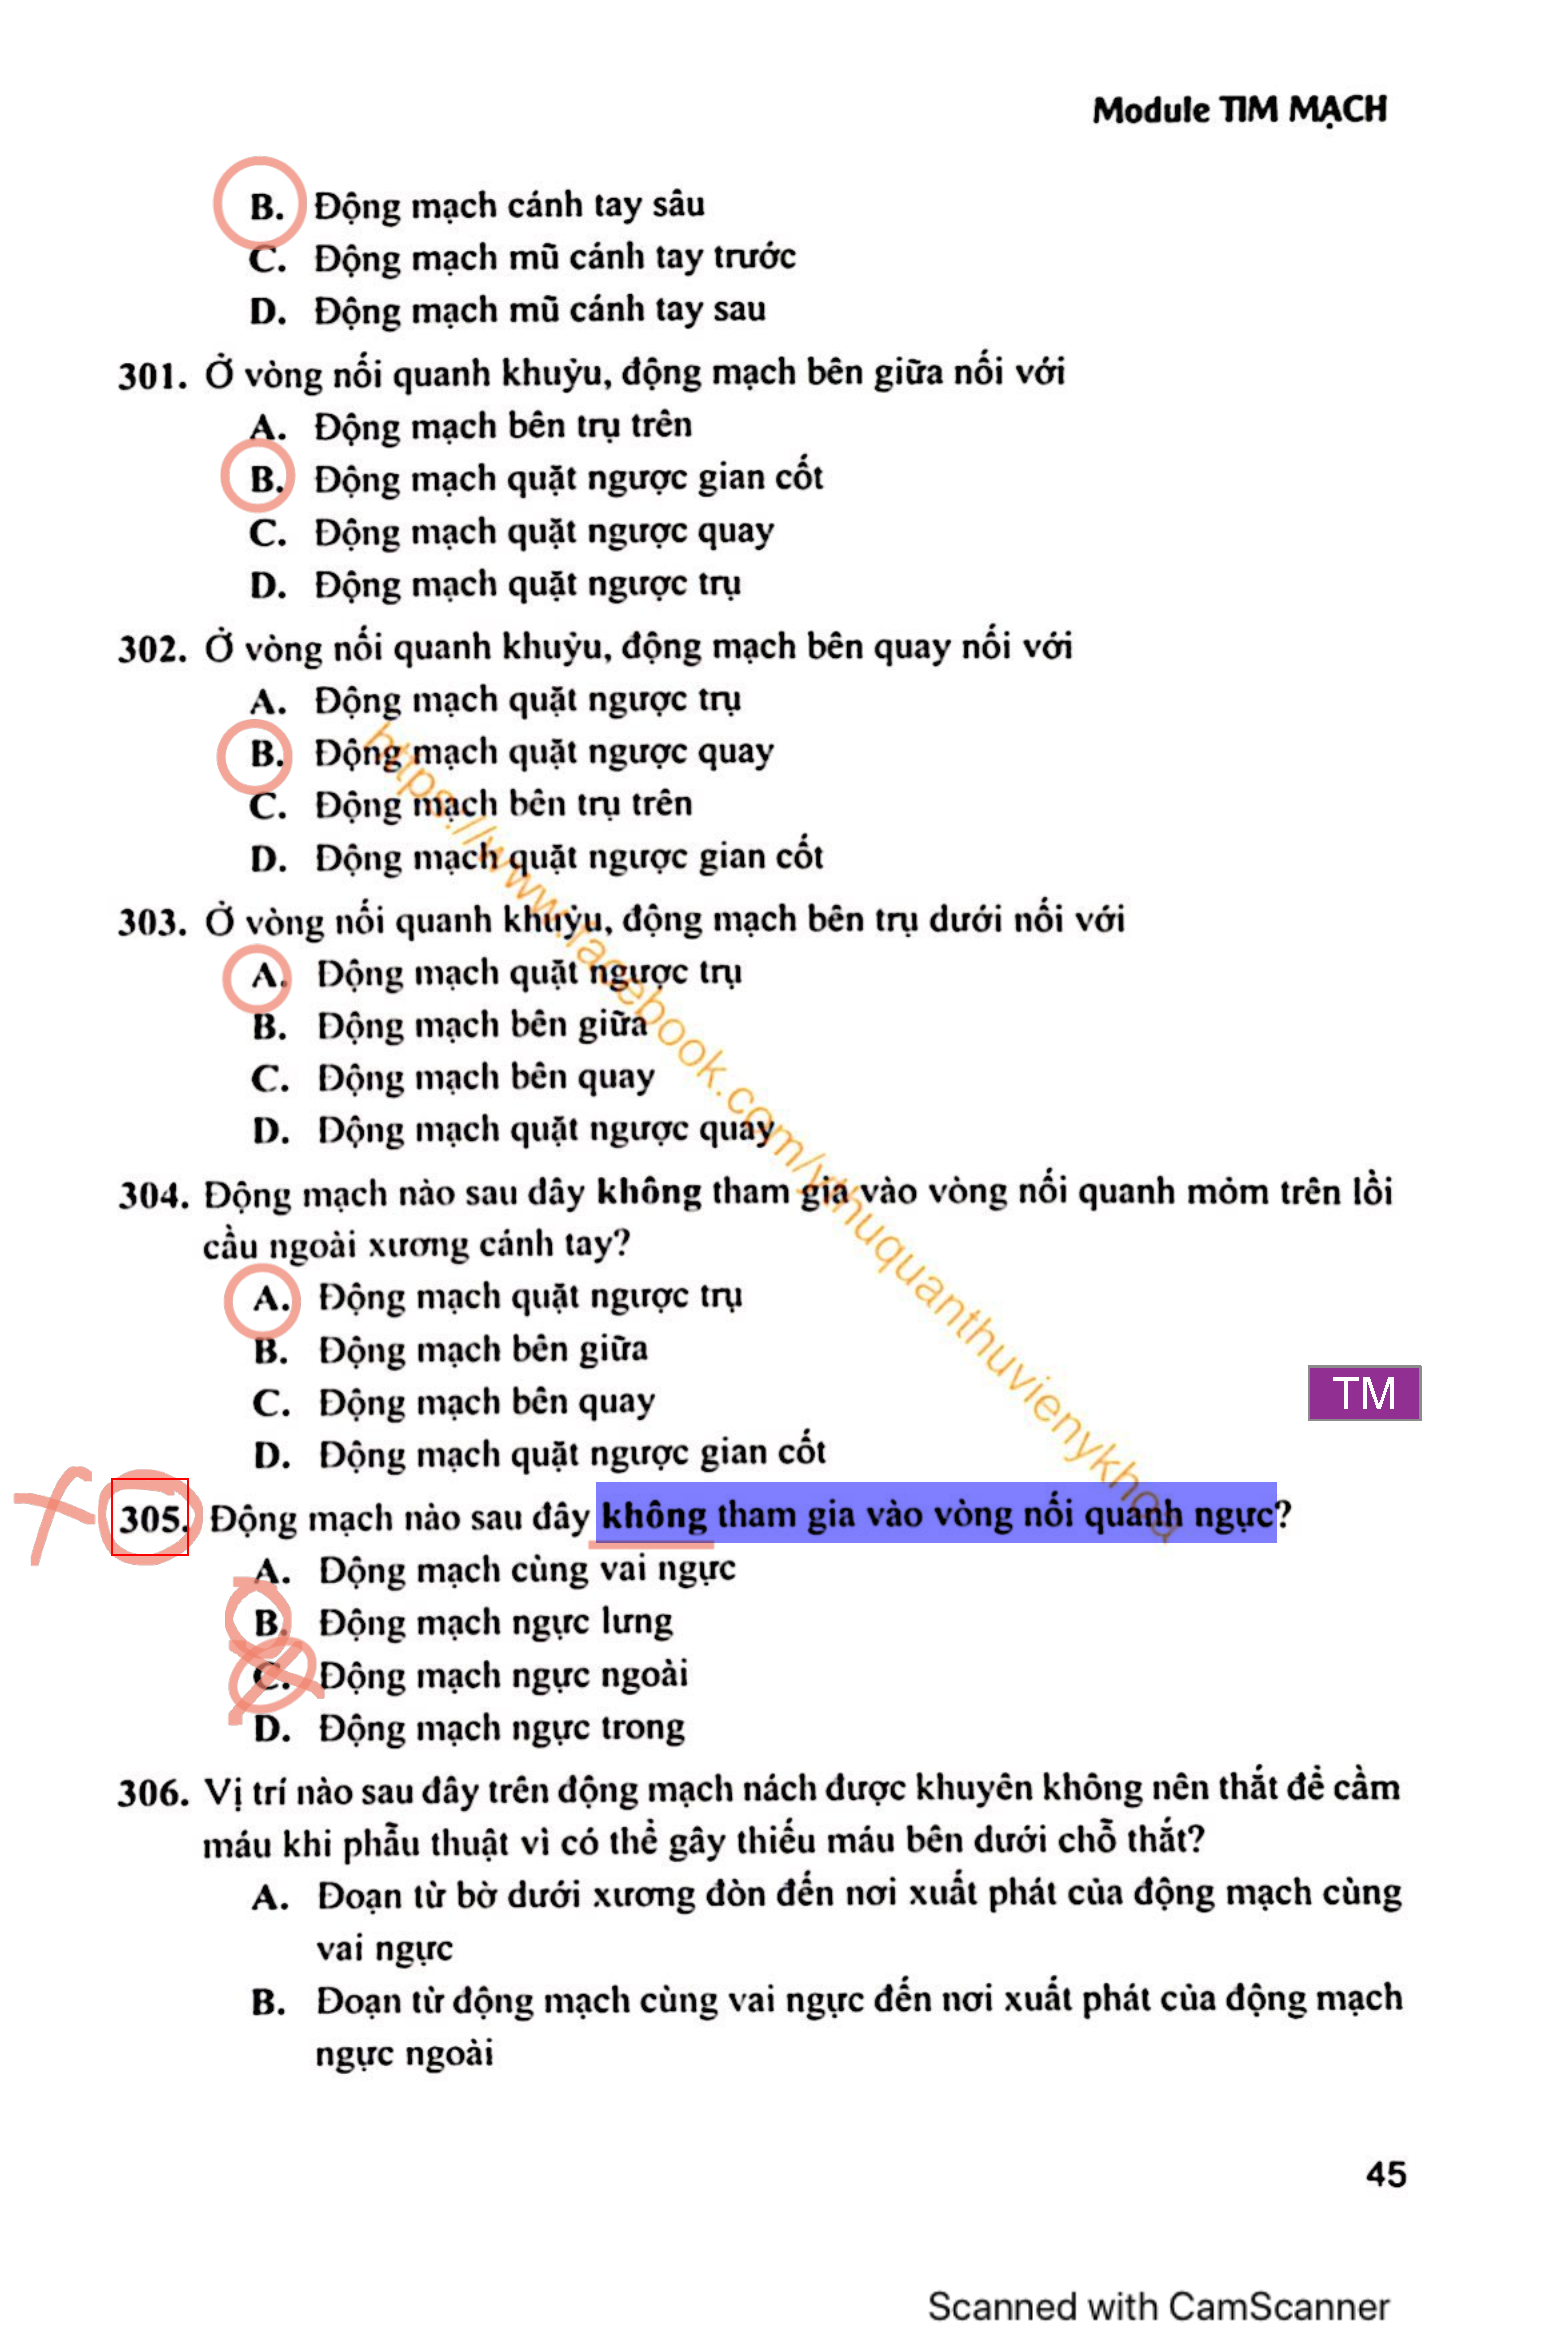 Module TIM MẠCH
B. Động mạch cánh tay sâu
C. Động mạch mũ cánh tay trước
D. Động mạch mũ cánh tay sau
301. Ở vòng nối quanh khuỷu, động mạch bên giữa nối với
A. Động mạch bên trụ trên
B. Động mạch quặt ngược gian cốt
C. Động mạch quặt ngược quay
D. Động mạch quặt ngược trụ
302. Ở vòng nối quanh khuỷu, động mạch bên quay nối với
A. Động mạch quặt ngược trụ
B. Động mạch quặt ngược quay
C. Động mạch bên trụ trên
D. Động mạch quặt ngược gian cốt
303. Ở vòng nối quanh khuỷu, động mạch bên trụ dưới nối với
A. Động mạch quặt ngược trụ
B. Động mạch bên giữa
C. Động mạch bên quay
D. Động mạch quặt ngược quay
304. Động mạch nào sau đây không tham gia vào vòng nối quanh mỏm trên lồi
cầu ngoài xương cánh tay?
A. Động mạch quặt ngược trụ
B. Động mạch bên giữa
C. Động mạch bên quay
D. Động mạch quặt ngược gian cốt
305. Động mạch nào sau đây không tham gia vào vòng nối quanh ngực?
A. Động mạch cùng vai ngực
B. Động mạch ngực lưng
C. Động mạch ngực ngoài
D. Động mạch ngực trong
306. Vị trí nào sau đây trên động mạch nách được khuyên không nên thắt để cầm
máu khi phẫu thuật vì có thể gây thiếu máu bên dưới chỗ thắt?
A. Đoạn từ bờ dưới xương đòn đến nơi xuất phát của động mạch cùng
vai ngực
B. Đoạn từ động mạch cùng vai ngực đến nơi xuất phát của động mạch
ngực ngoài
TM
https://www.facebook.com/ythuquanthuvienykhoa
45
Scanned with CamScanner